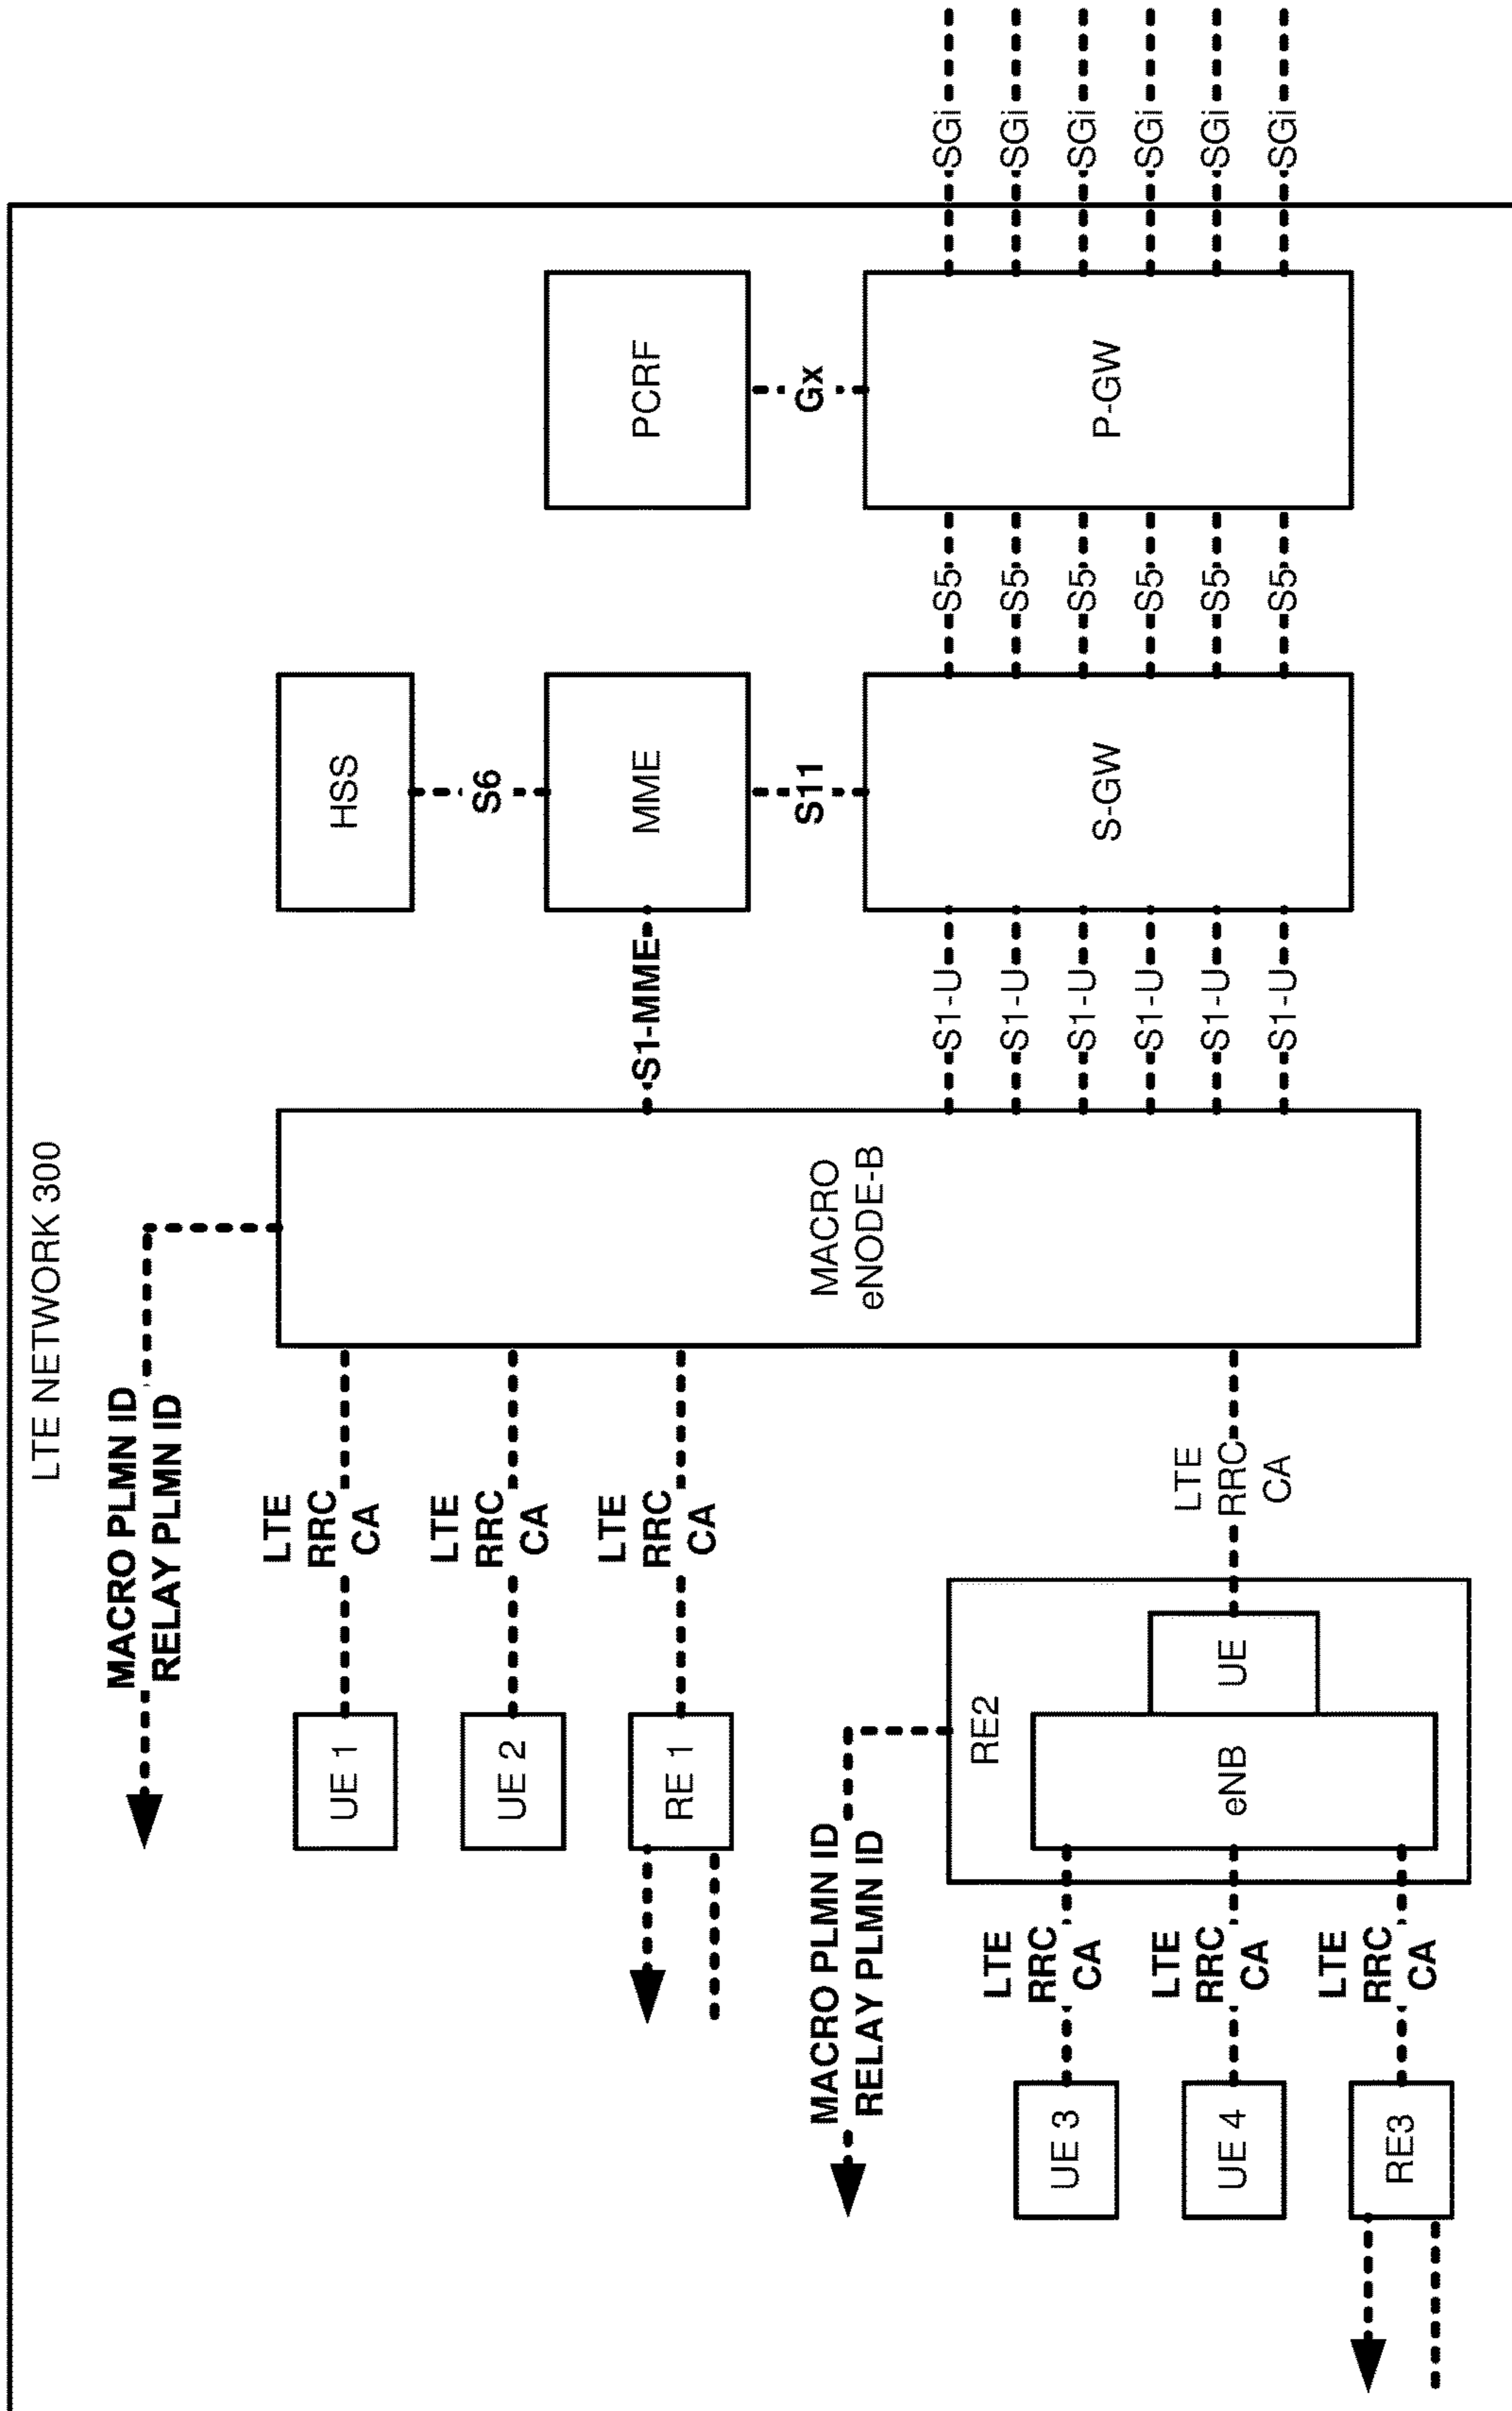 LTE NETWORK 300
MACRO PLMN ID
RELAY PLMN ID
UE 1
LTE
RRC
CA
UE 2
LTE
RRC
CA
RE 1
LTE
RRC
CA
MACRO
eNODE-B
HSS
S6
MME
S1-MME
S11
S-GW
S1-U
S1-U
S1-U
S1-U
S1-U
S1-U
PCRF
Gx
P-GW
S5
S5
S5
S5
S5
S5
SGi
SGi
SGi
SGi
SGi
SGi
MACRO PLMN ID
RELAY PLMN ID
RE2
eNB
UE
LTE
RRC
CA
UE 3
LTE
RRC
CA
UE 4
LTE
RRC
CA
RE3
LTE
RRC
CA